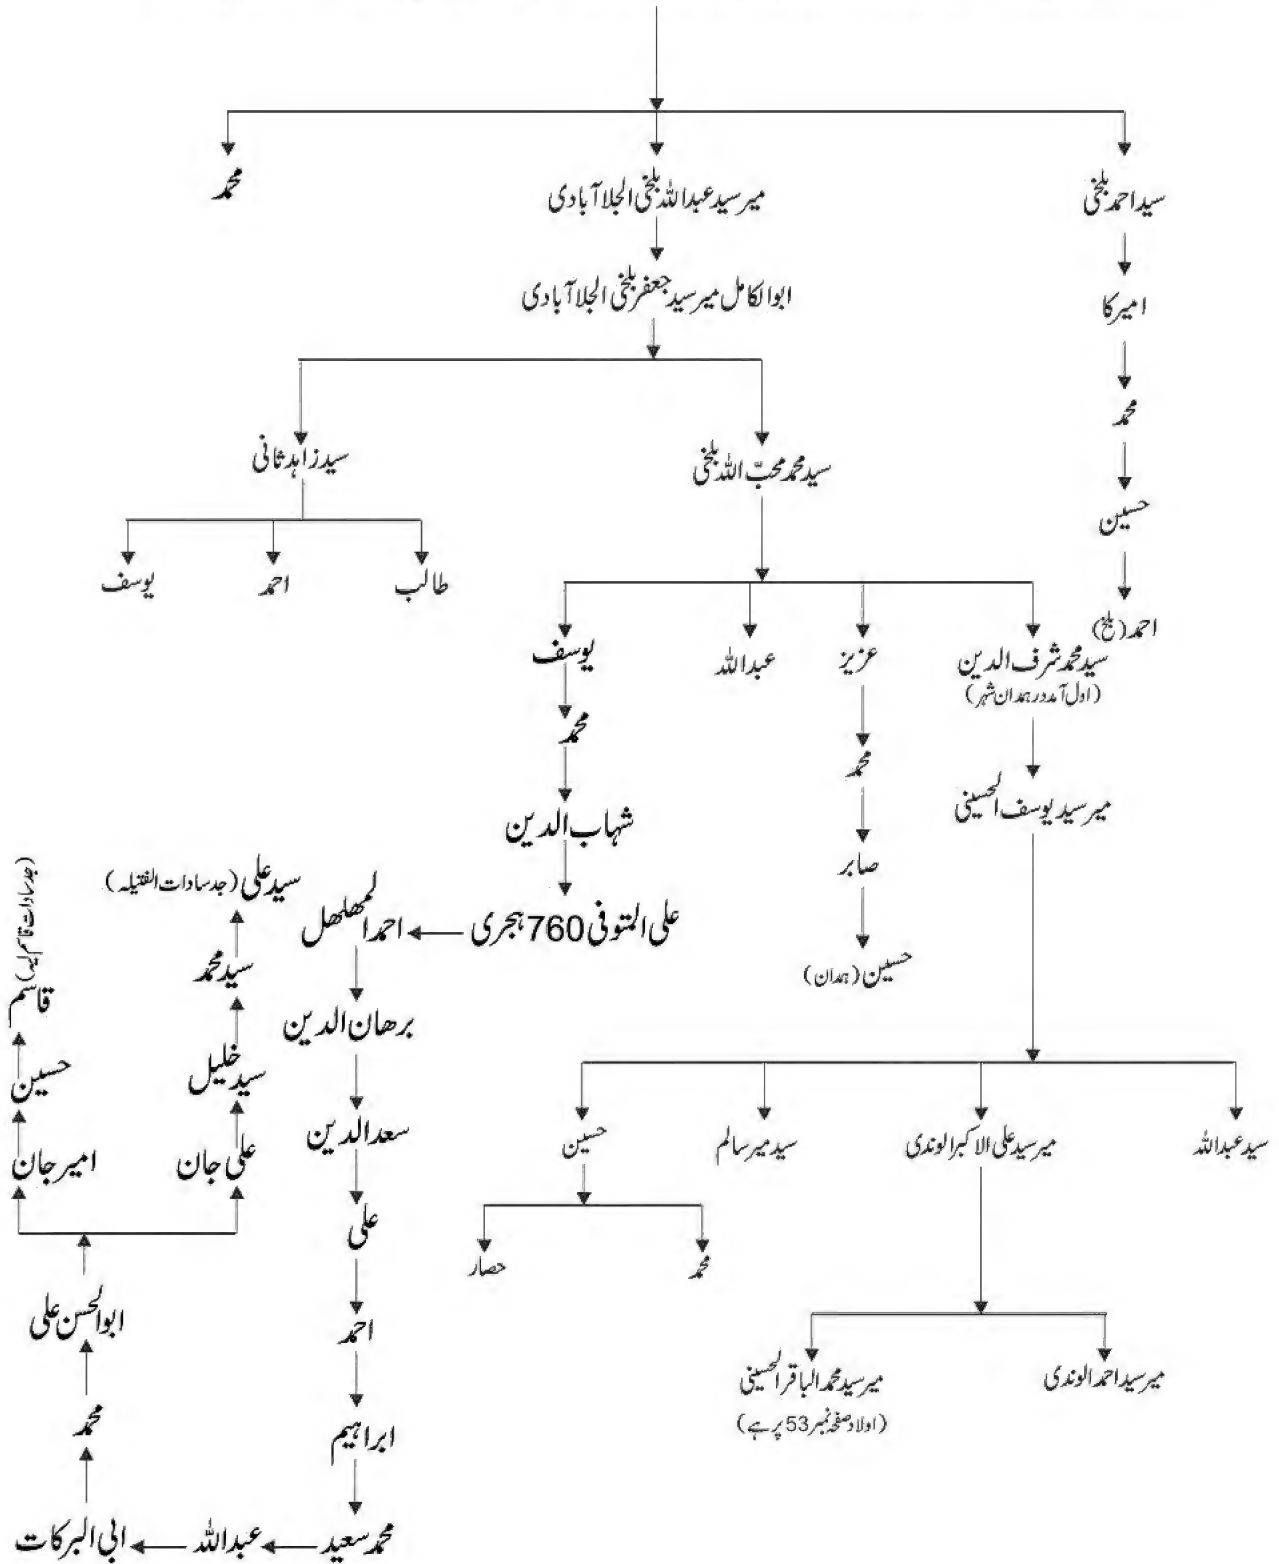 سید احمد بلخی
میر سید عبداللہ بلخی الجلا آبادی
محمد
ابوالکامل میر سید جعفر بلخی الجلا آبادی
امیرکا
محمد
سید محمد محبّ اللہ بلخی
سید زاہد ثانی
حسین
طالب
احمد
یوسف
احمد (بلخ)
سید محمد شرف الدین
(اول آمد در ہمدان شہر)
عزیز
عبداللہ
یوسف
محمد
محمد
میر سید یوسف الحسینی
شہاب الدین
صابر
حسین (ہمدان)
علی المتوفی 760 ہجری
احمد المھلھل
سید علی (جد سادات الفتیلہ)
(جد سادات قاسم لیہ)
سید محمد
قاسم
برھان الدین
سید خلیل
حسین
سعد الدین
علی جان
امیر جان
سید عبداللہ
میر سید علی الاکبر الوندی
سید میر سالم
حسین
علی
محمد
حصار
ابوالحسن علی
احمد
میر سید احمد الوندی
میر سید محمد الباقر الحسینی
(اولاد صفحہ نمبر 53 پر ہے)
محمد
ابراہیم
محمد سعید
عبداللہ
ابی البرکات